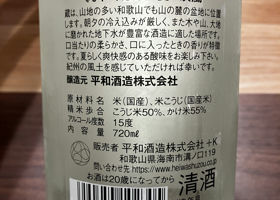 蔵は、山地の多い和歌山でも山の麓の盆地に位置し
ます。朝夕の冷え込みが厳しく、また木や山、大地
に磨かれた地下水が豊富な酒造に適した場所です。
口当たりの柔らかさ、口に入ったときの香りが特徴
です。夏らしく爽快感のある酸味をお楽しみ下さい。
紀州の風土を感じていただければ幸いです。
醸造元 平和酒造株式会社
原材料名 米(国産)、米こうじ(国産米)
こうじ米50%、かけ米55%
アルコール度数 15度
内容量 720ml
販売者 平和酒造株式会社 +K
和歌山県海南市溝ノ口119
問い合わせ先 https://www.heiwashuzou.co.jp
お酒は20歳になってから 清酒